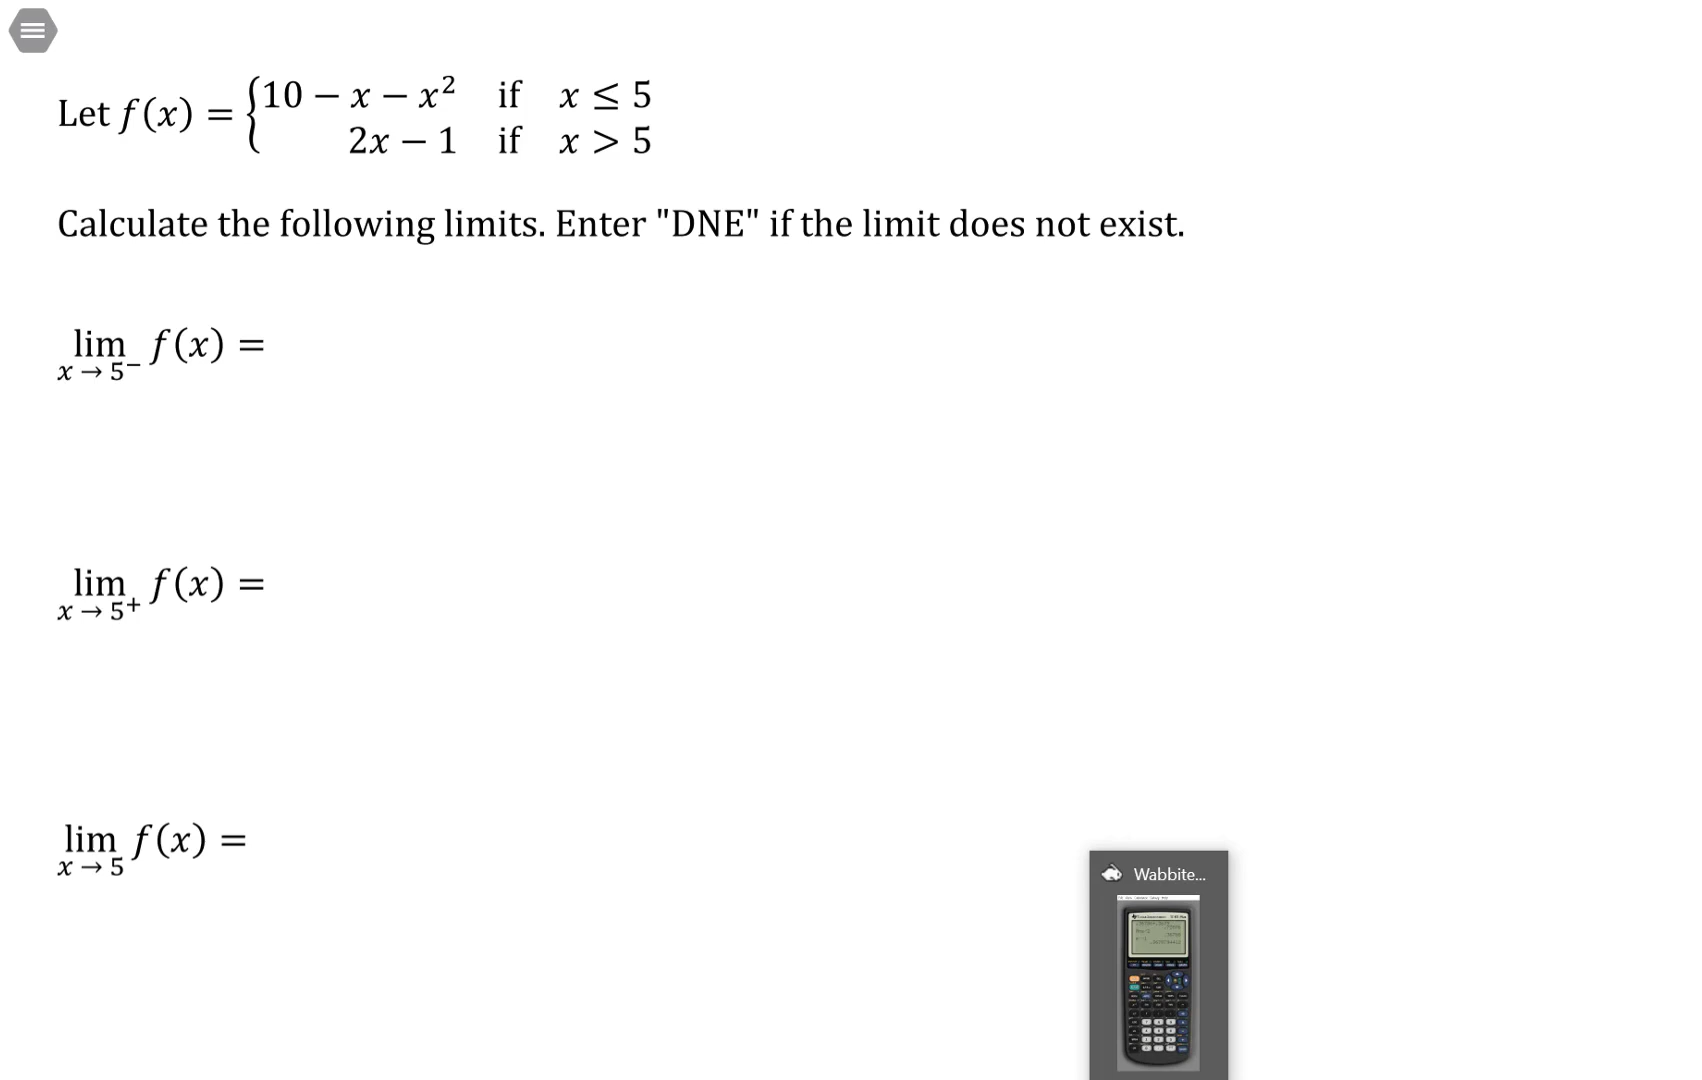 Let f(x) = {10 − x − x² if x ≤ 5
2x − 1 if x > 5
Calculate the following limits. Enter "DNE" if the limit does not exist.
lim f(x) =
x → 5⁻
lim f(x) =
x → 5⁺
lim f(x) =
x → 5
Wabbite...